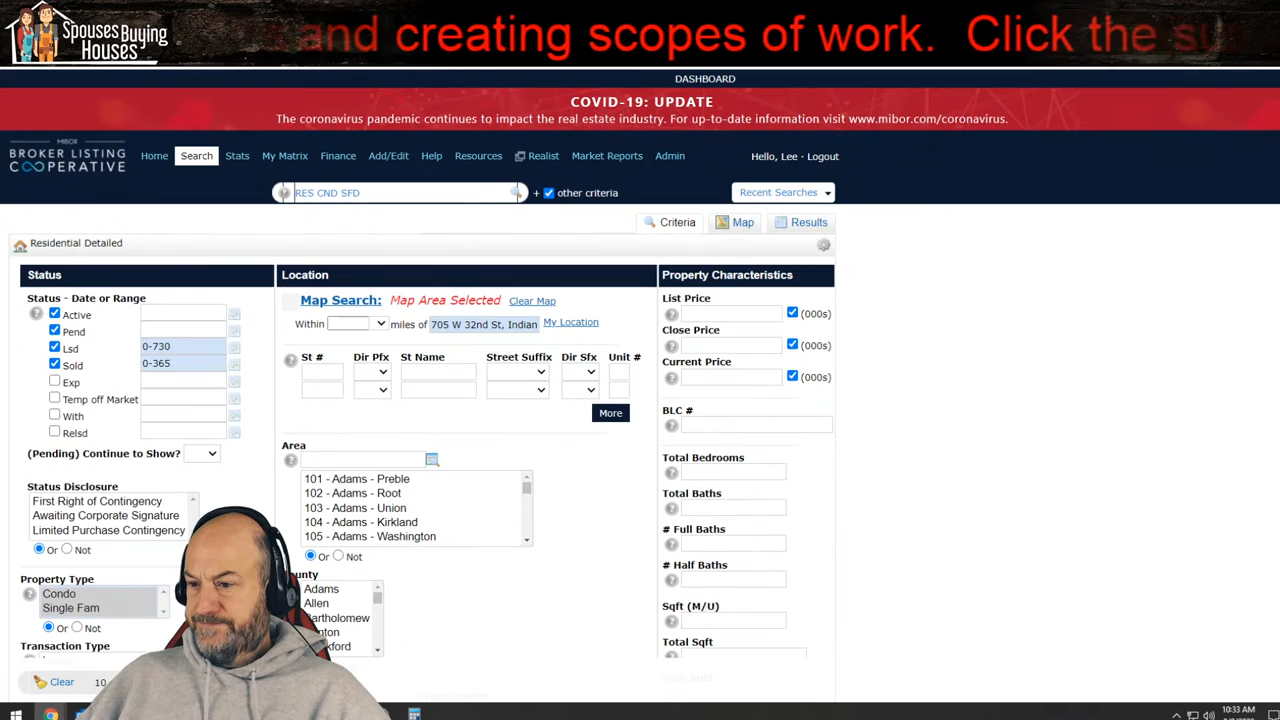 Spouses Buying Houses
and creating scopes of work. Click the su
DASHBOARD
COVID-19: UPDATE
The coronavirus pandemic continues to impact the real estate industry. For up-to-date information visit www.mibor.com/coronavirus.
MIBOR
BROKER LISTING
COOPERATIVE
Home Search Stats My Matrix Finance Add/Edit Help Resources Realist Market Reports Admin Hello, Lee · Logout
RES CND SFD + other criteria Recent Searches
Criteria Map Results
Residential Detailed
Status Location Property Characteristics
Status - Date or Range
Active
Pend
Lsd 0-730
Sold 0-365
Exp
Temp off Market
With
Relsd
(Pending) Continue to Show?
Status Disclosure
First Right of Contingency
Awaiting Corporate Signature
Limited Purchase Contingency
Or Not
Property Type
Condo
Single Fam
Or Not
Transaction Type
Clear 10
Map Search: Map Area Selected Clear Map
Within miles of 705 W 32nd St, Indian My Location
St # Dir Pfx St Name Street Suffix Dir Sfx Unit #
More
Area
101 - Adams - Preble
102 - Adams - Root
103 - Adams - Union
104 - Adams - Kirkland
105 - Adams - Washington
Or Not
unty
Adams
Allen
artholomew
nton
kford
List Price
(000s)
Close Price
(000s)
Current Price
(000s)
BLC #
Total Bedrooms
Total Baths
# Full Baths
# Half Baths
Sqft (M/U)
Total Sqft
10:33 AM